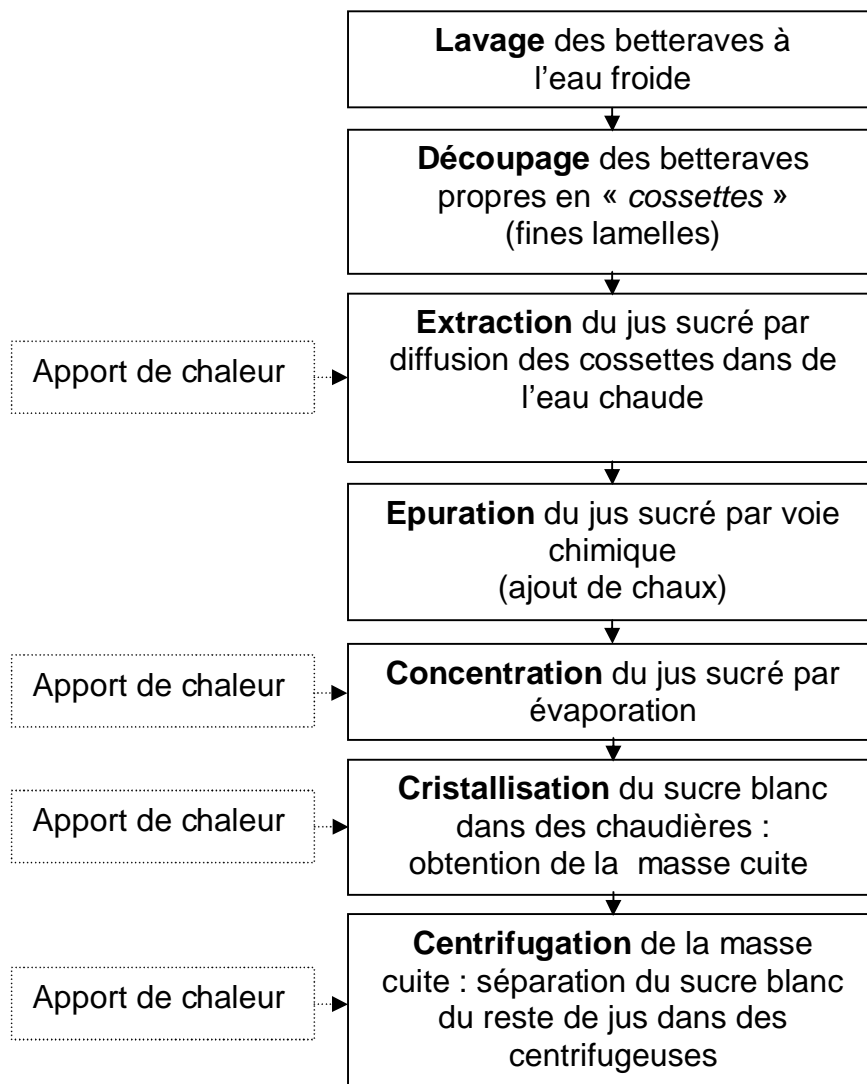 Lavage des betteraves à
l’eau froide
Découpage des betteraves
propres en « cossettes »
(fines lamelles)
Apport de chaleur
Extraction du jus sucré par
diffusion des cossettes dans de
l’eau chaude
Epuration du jus sucré par voie
chimique
(ajout de chaux)
Apport de chaleur
Concentration du jus sucré par
évaporation
Apport de chaleur
Cristallisation du sucre blanc
dans des chaudières :
obtention de la masse cuite
Apport de chaleur
Centrifugation de la masse
cuite : séparation du sucre blanc
du reste de jus dans des
centrifugeuses